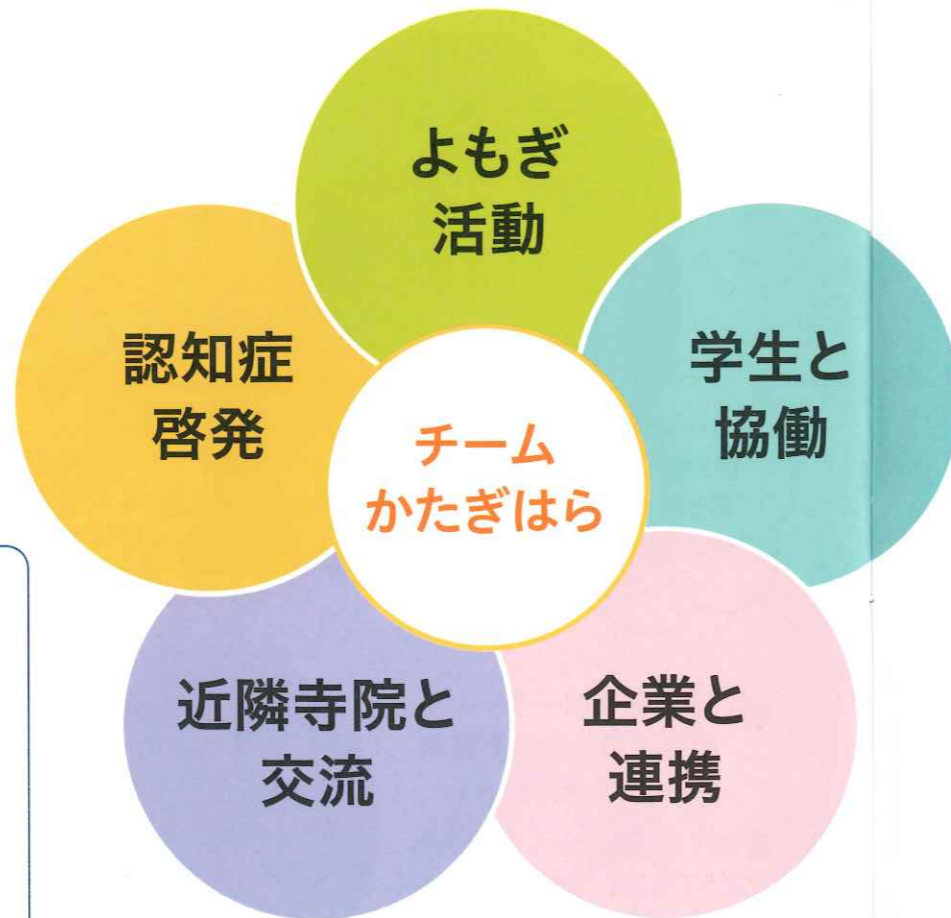 よもぎ
活動
認知症
啓発
学生と
協働
チーム
かたぎはら
近隣寺院と
交流
企業と
連携